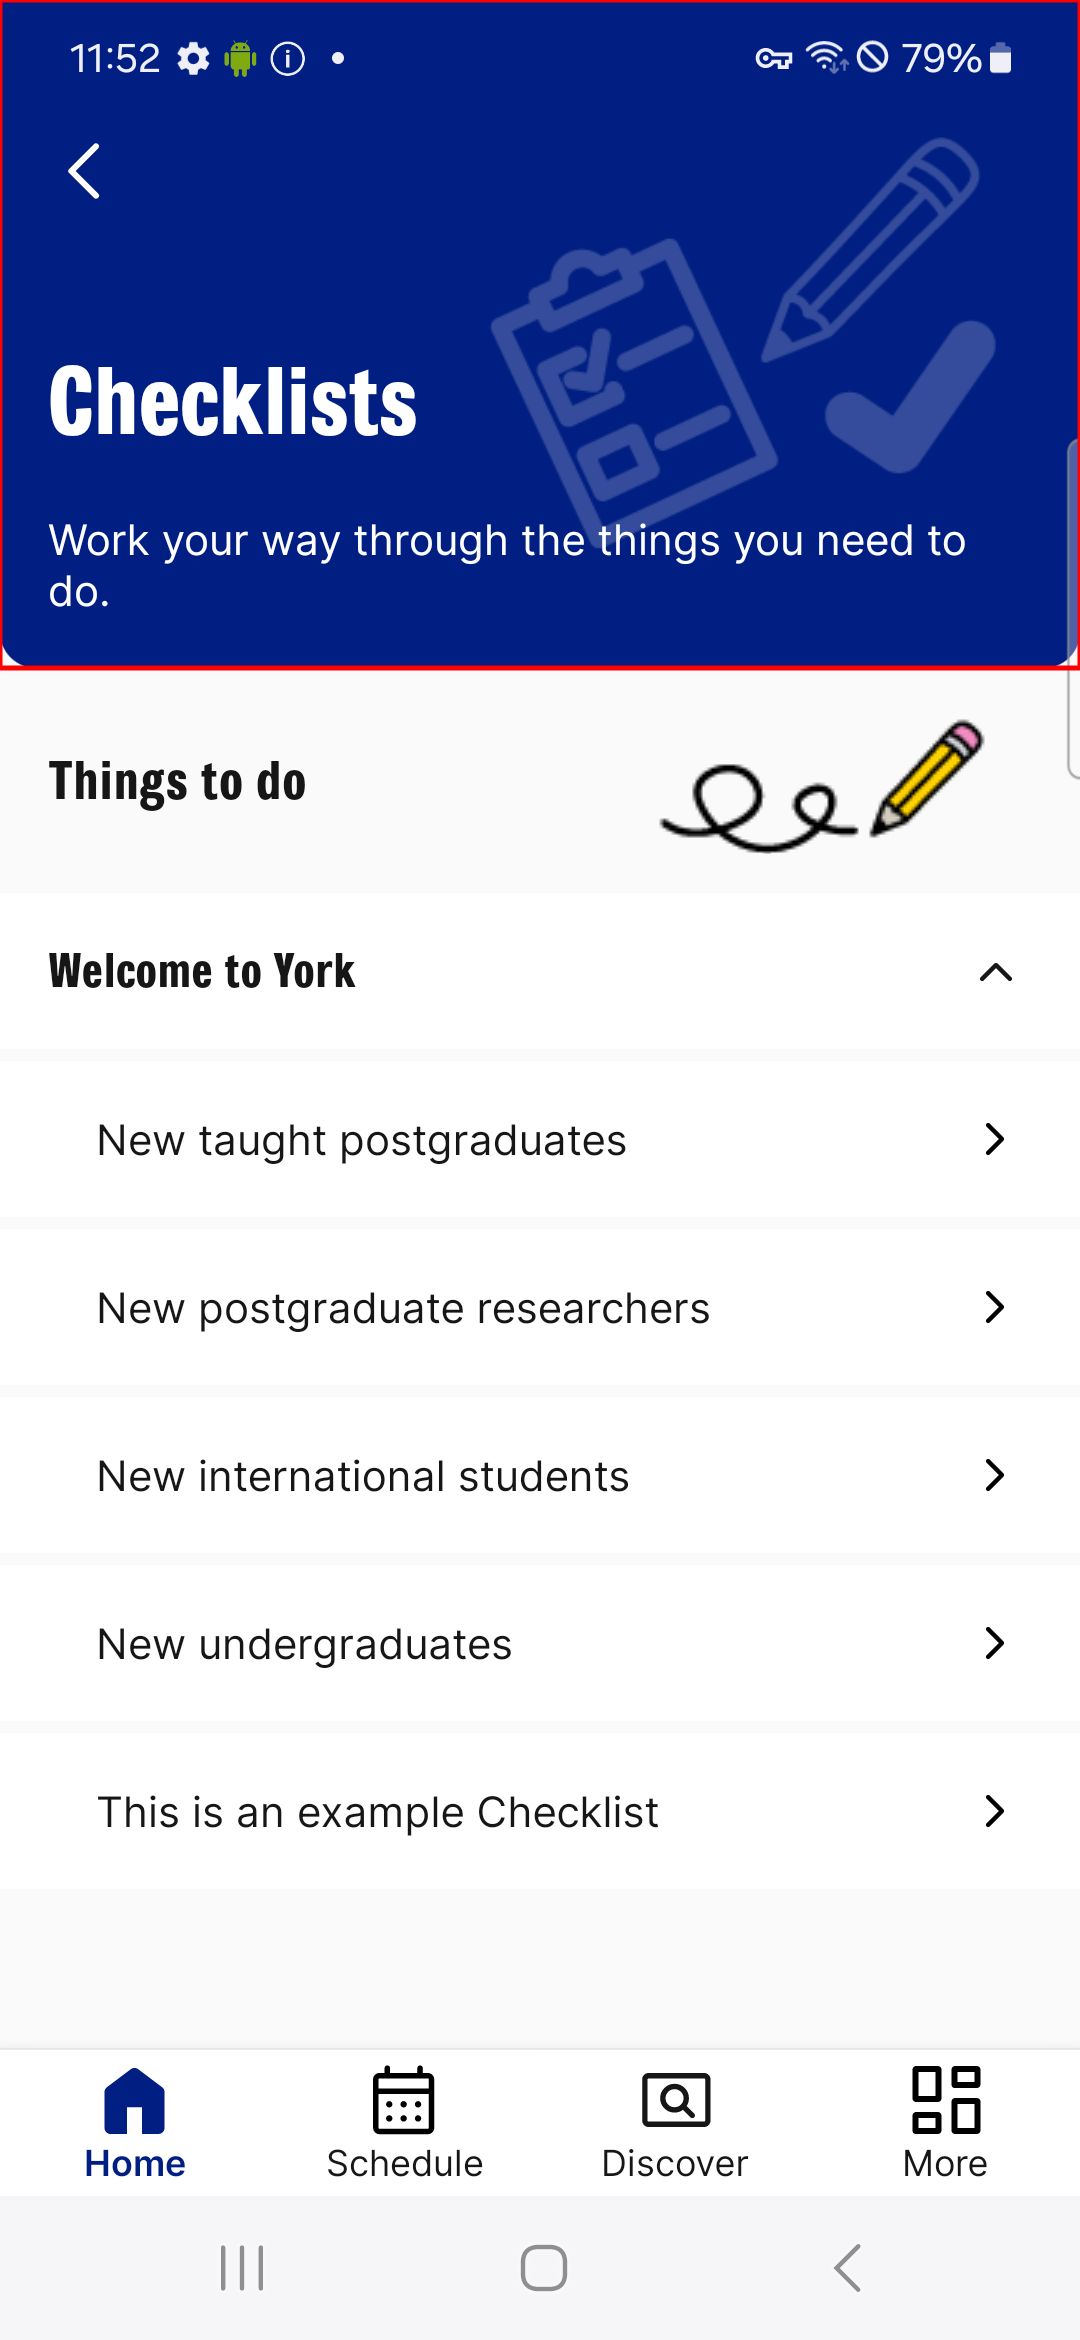 11:52
79%
Checklists
Work your way through the things you need to
do.
Things to do
Welcome to York
New taught postgraduates
New postgraduate researchers
New international students
New undergraduates
This is an example Checklist
Home
Schedule
Discover
More